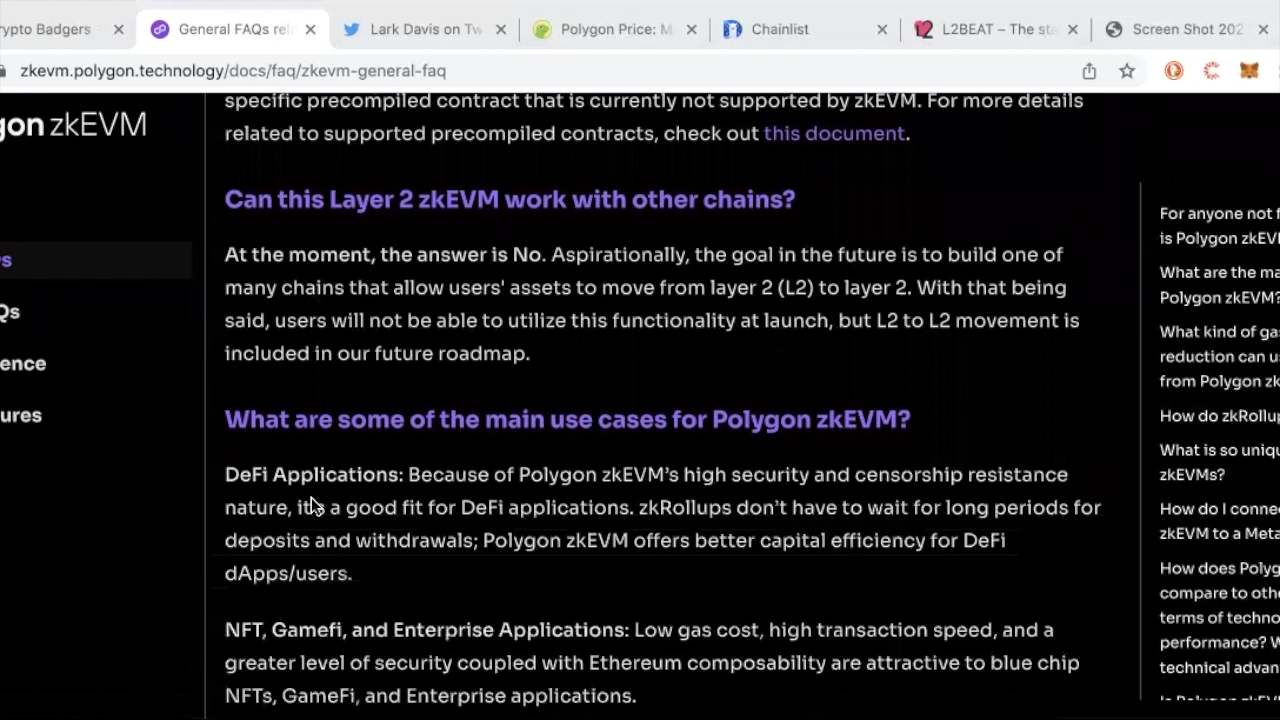 rypto Badgers
General FAQs rel
Lark Davis on Tw
Polygon Price: M
Chainlist
L2BEAT – The sta
Screen Shot 202
zkevm.polygon.technology/docs/faq/zkevm-general-faq
gon zkEVM
s
Qs
ence
ures
specific precompiled contract that is currently not supported by zkEVM. For more details
related to supported precompiled contracts, check out this document.
Can this Layer 2 zkEVM work with other chains?
At the moment, the answer is No. Aspirationally, the goal in the future is to build one of
many chains that allow users' assets to move from layer 2 (L2) to layer 2. With that being
said, users will not be able to utilize this functionality at launch, but L2 to L2 movement is
included in our future roadmap.
What are some of the main use cases for Polygon zkEVM?
DeFi Applications: Because of Polygon zkEVM’s high security and censorship resistance
nature, it’s a good fit for DeFi applications. zkRollups don’t have to wait for long periods for
deposits and withdrawals; Polygon zkEVM offers better capital efficiency for DeFi
dApps/users.
NFT, Gamefi, and Enterprise Applications: Low gas cost, high transaction speed, and a
greater level of security coupled with Ethereum composability are attractive to blue chip
NFTs, GameFi, and Enterprise applications.
For anyone not f
is Polygon zkEV
What are the ma
Polygon zkEVM?
What kind of ga
reduction can u
from Polygon zk
How do zkRollup
What is so uniqu
zkEVMs?
How do I connec
zkEVM to a Meta
How does Polyg
compare to othe
terms of techno
performance? W
technical advan